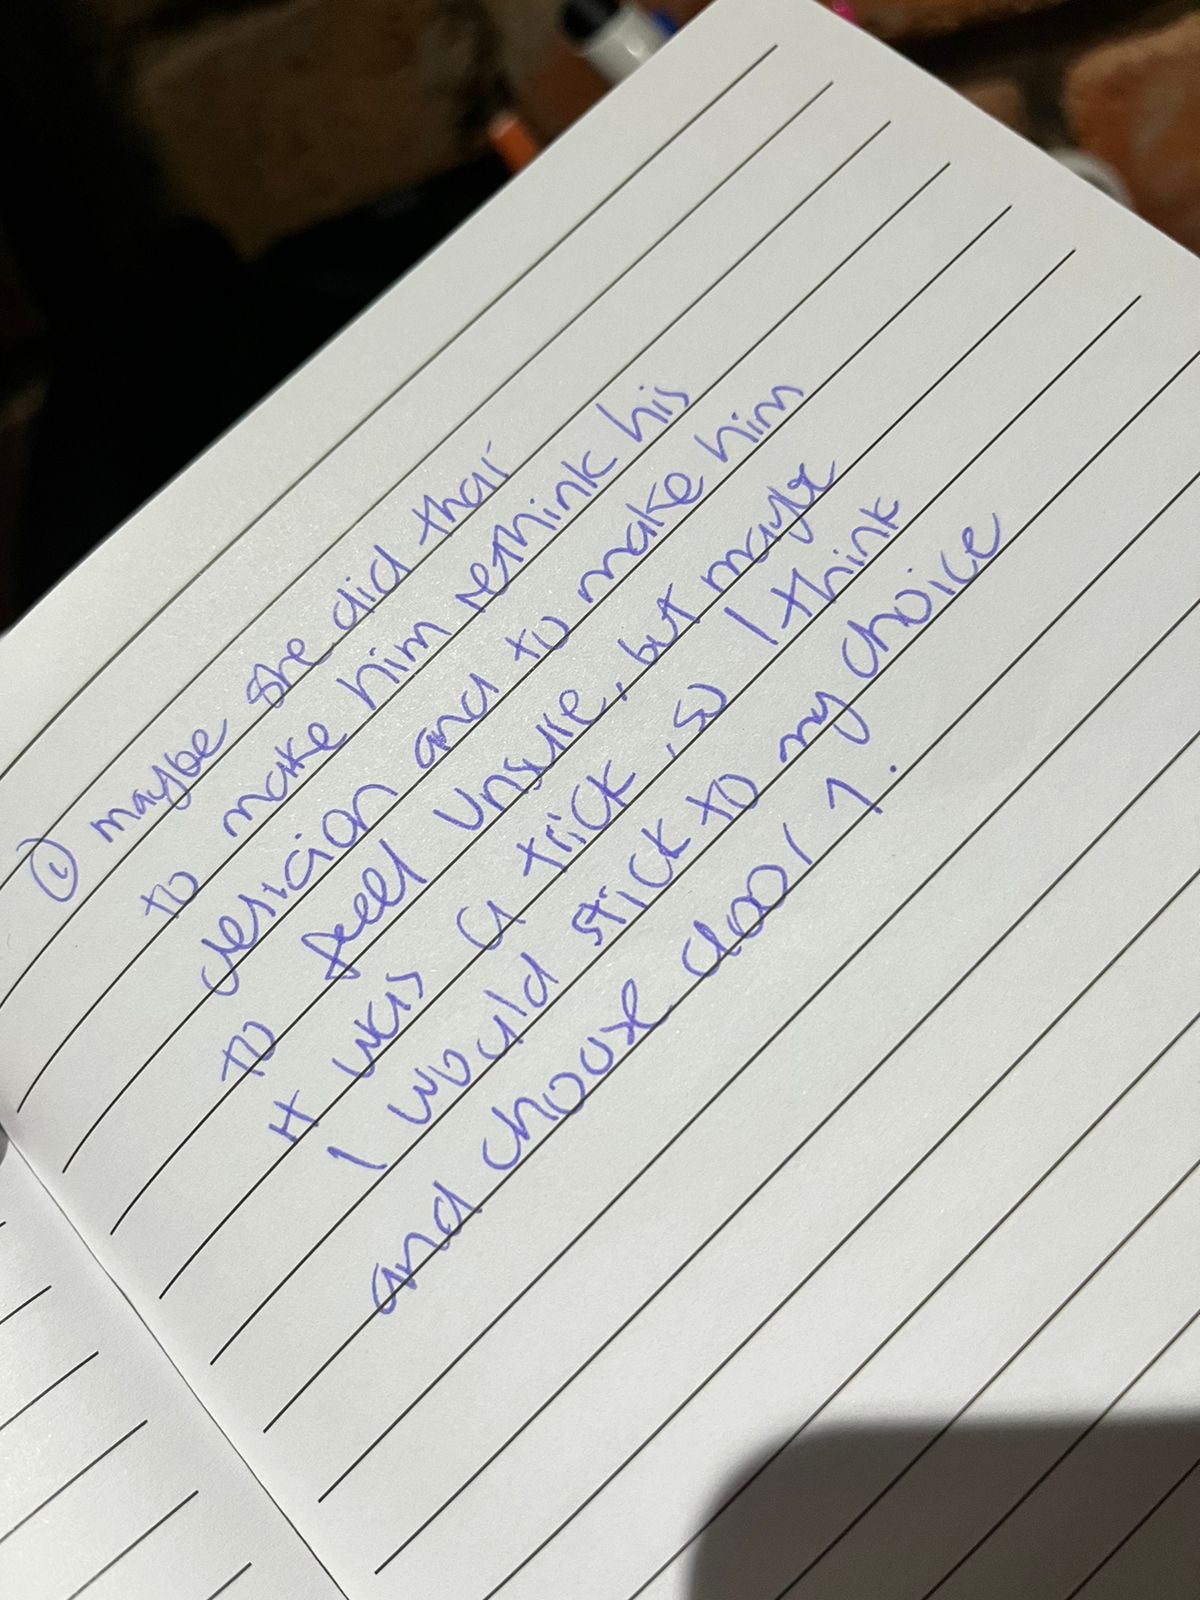 ① maybe she did that
to make him rethink his
desicion and to make him
to feel unsure, but maybe
it was a trick, so I think
I would stick to my choice
and choose door 1.